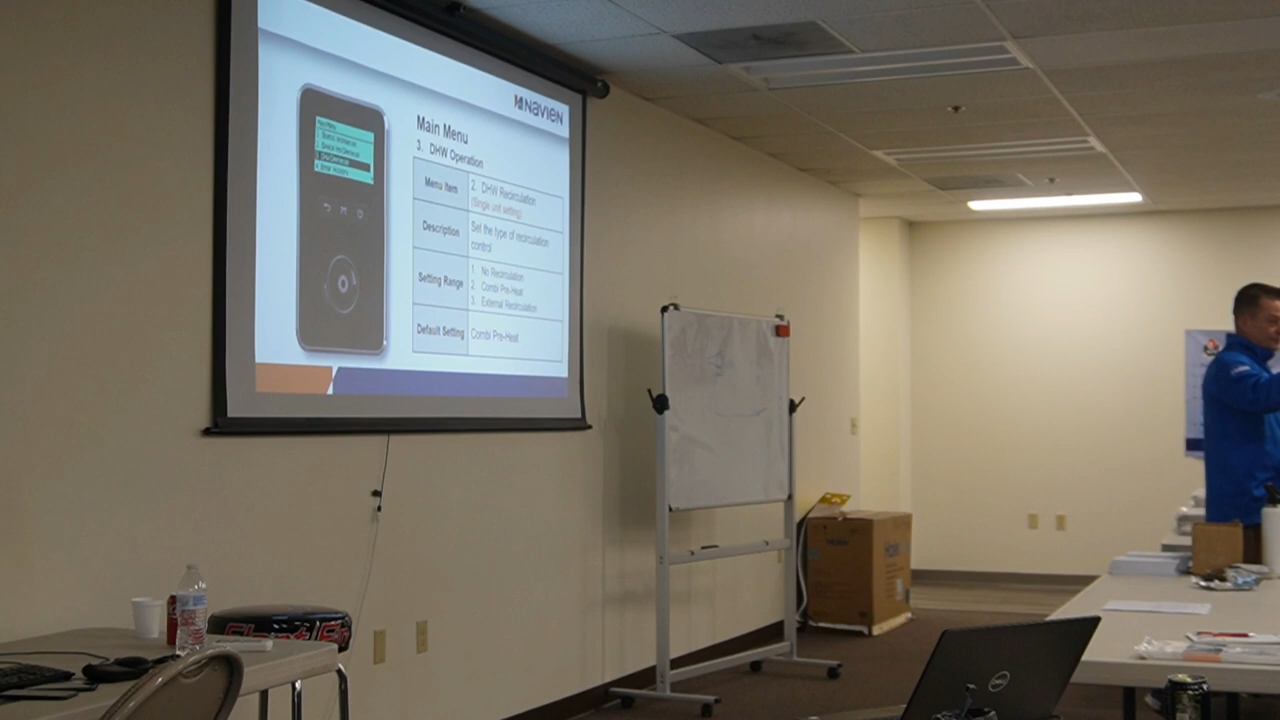 NAVIEN
Main Menu
3. DHW Operation
Menu Item
2. DHW Recirculation
(Single unit setting)
Description
Set the type of recirculation
control
Setting Range
1. No Recirculation
2. Combi Pre-Heat
3. External Recirculation
Default Setting
Combi Pre-Heat
DELL